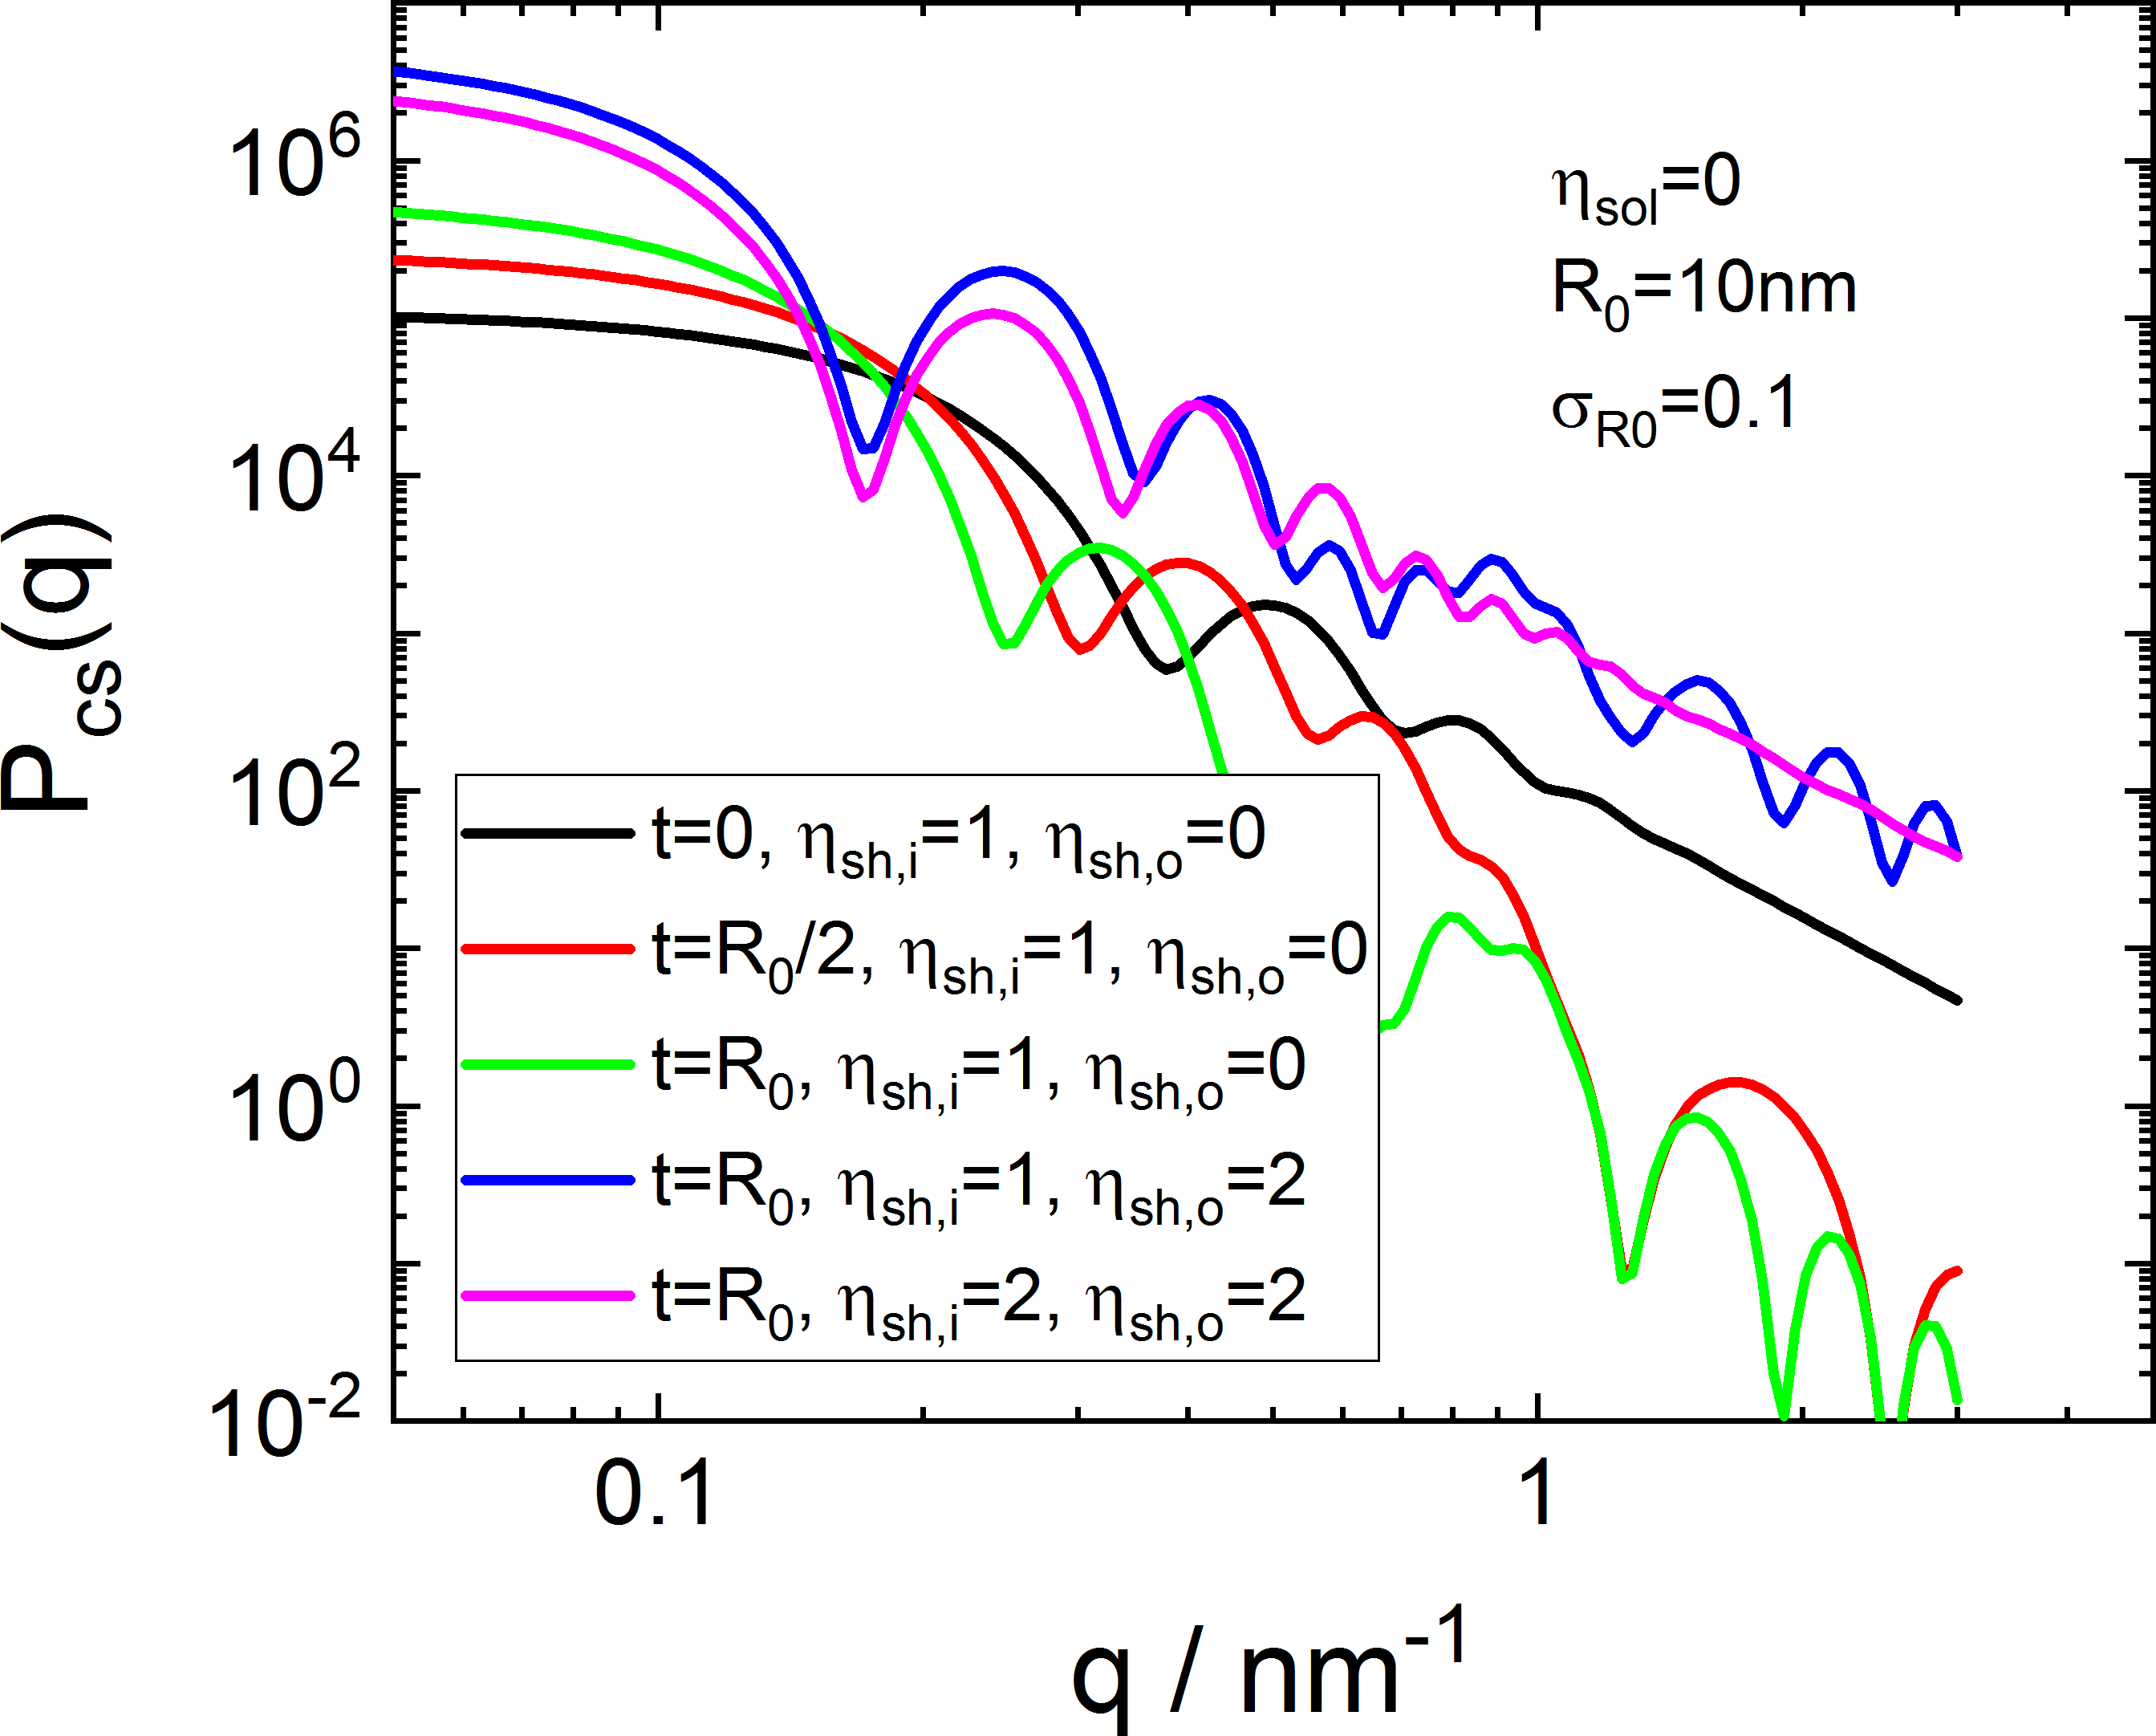 P_cs(q)
10^6
10^4
10^2
10^0
10^-2
η_sol=0
R_0=10nm
σ_R0=0.1
t=0, η_sh,i=1, η_sh,o=0
t=R_0/2, η_sh,i=1, η_sh,o=0
t=R_0, η_sh,i=1, η_sh,o=0
t=R_0, η_sh,i=1, η_sh,o=2
t=R_0, η_sh,i=2, η_sh,o=2
0.1
1
q / nm^-1